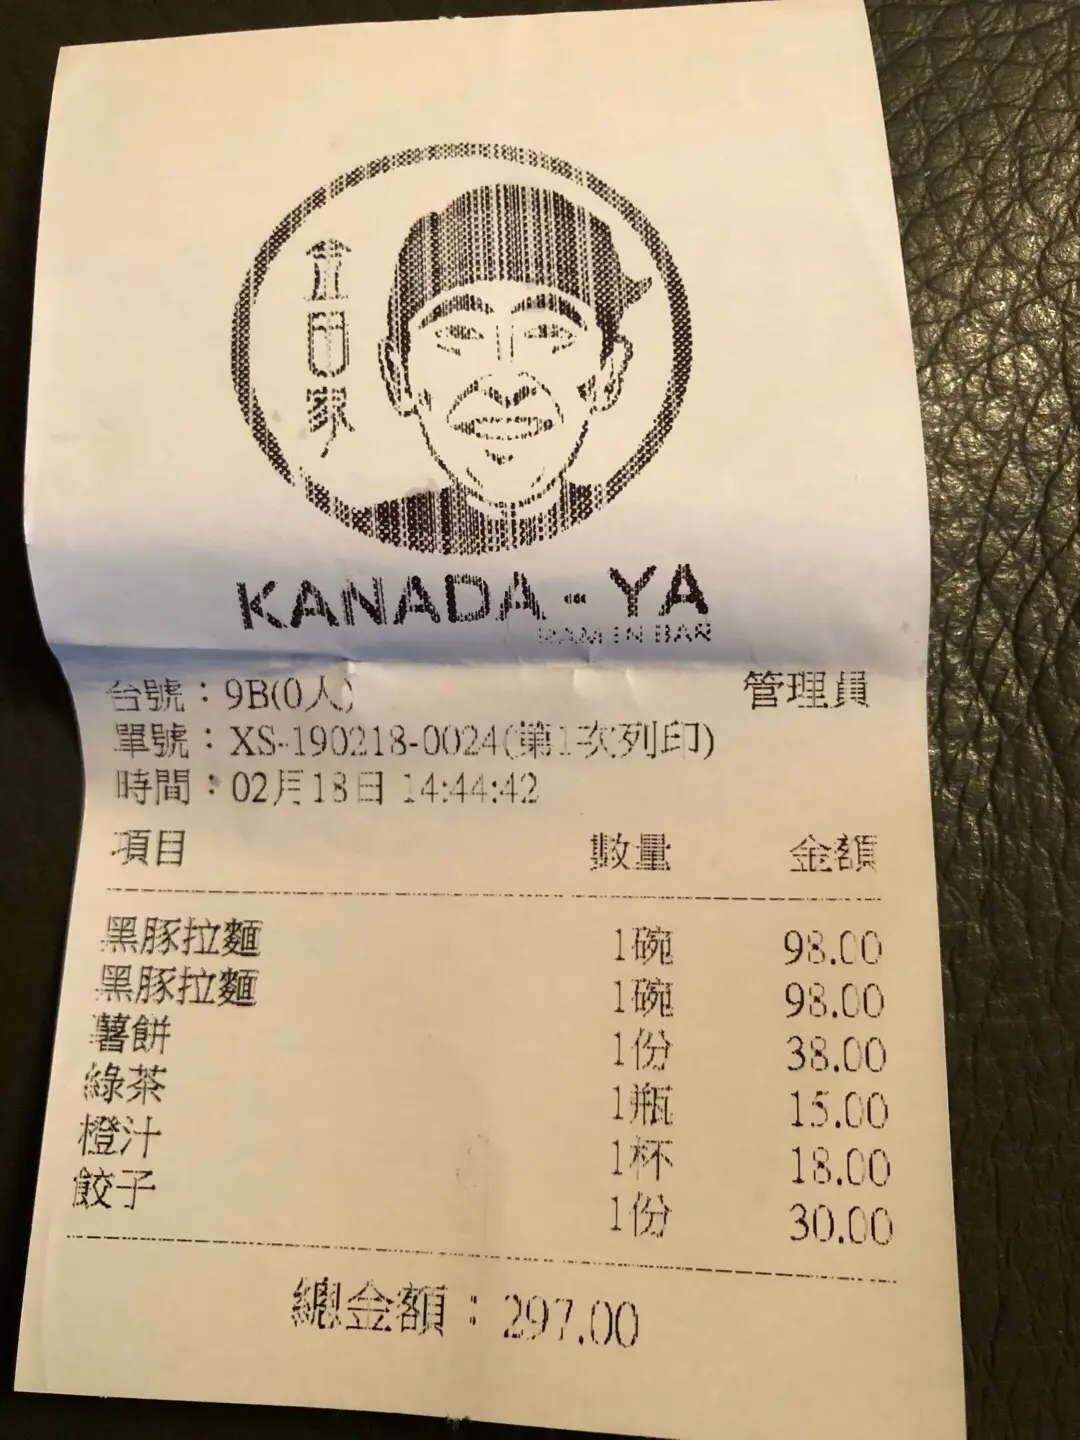 金田家
KANADA-YA
RAMEN BAR
台號：9B(0人) 管理員
單號：XS-190218-0024(第1次列印)
時間：02月18日 14:44:42
項目 數量 金額
黑豚拉麵 1碗 98.00
黑豚拉麵 1碗 98.00
薯餅 1份 38.00
綠茶 1瓶 15.00
橙汁 1杯 18.00
餃子 1份 30.00
總金額：297.00